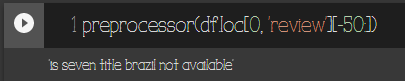 1 preprocessor(df.loc[0, 'review'][-50:])
'is seven title brazil not available'